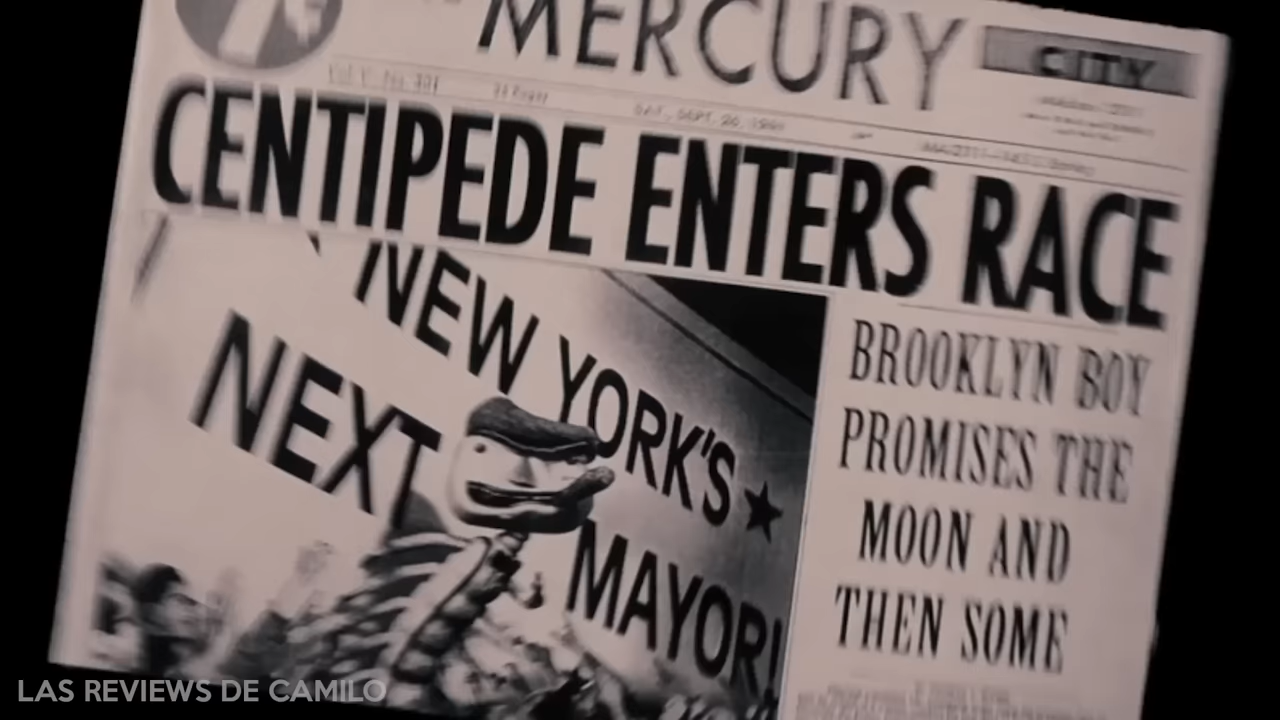 MERCURY
CITY
CENTIPEDE ENTERS RACE
NEW YORK'S
NEXT MAYOR!
BROOKLYN BOY
PROMISES THE
MOON AND
THEN SOME
LAS REVIEWS DE CAMILO